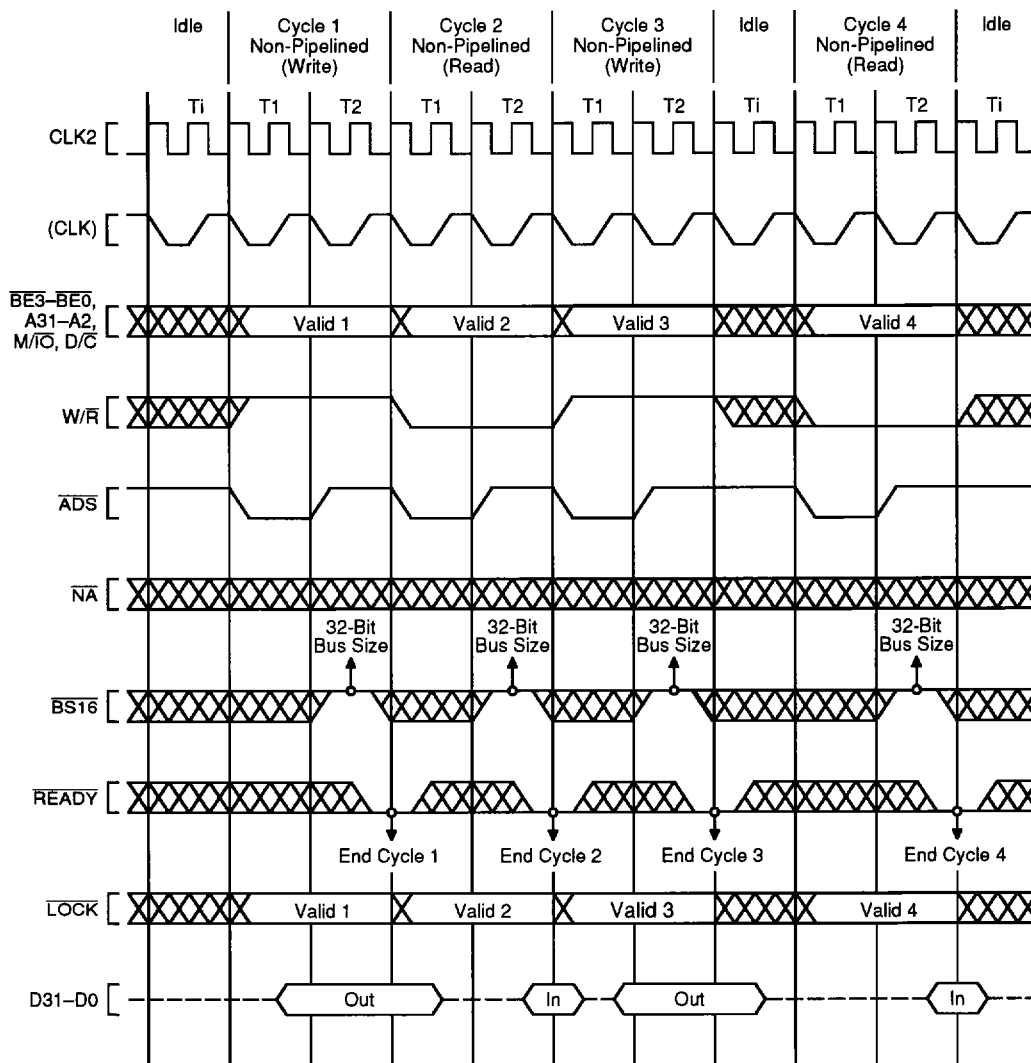 Idle Cycle 1 Cycle 2 Cycle 3 Idle Cycle 4 Idle
Non-Pipelined Non-Pipelined Non-Pipelined Non-Pipelined
(Write) (Read) (Write) (Read)
Ti T1 T2 T1 T2 T1 T2 Ti T1 T2 Ti
CLK2
(CLK)
BE3–BE0,
A31–A2, Valid 1 Valid 2 Valid 3 Valid 4
M/IO, D/C
W/R
ADS
NA
32-Bit 32-Bit 32-Bit 32-Bit
Bus Size Bus Size Bus Size Bus Size
BS16
READY
End Cycle 1 End Cycle 2 End Cycle 3 End Cycle 4
LOCK Valid 1 Valid 2 Valid 3 Valid 4
D31–D0 Out In Out In